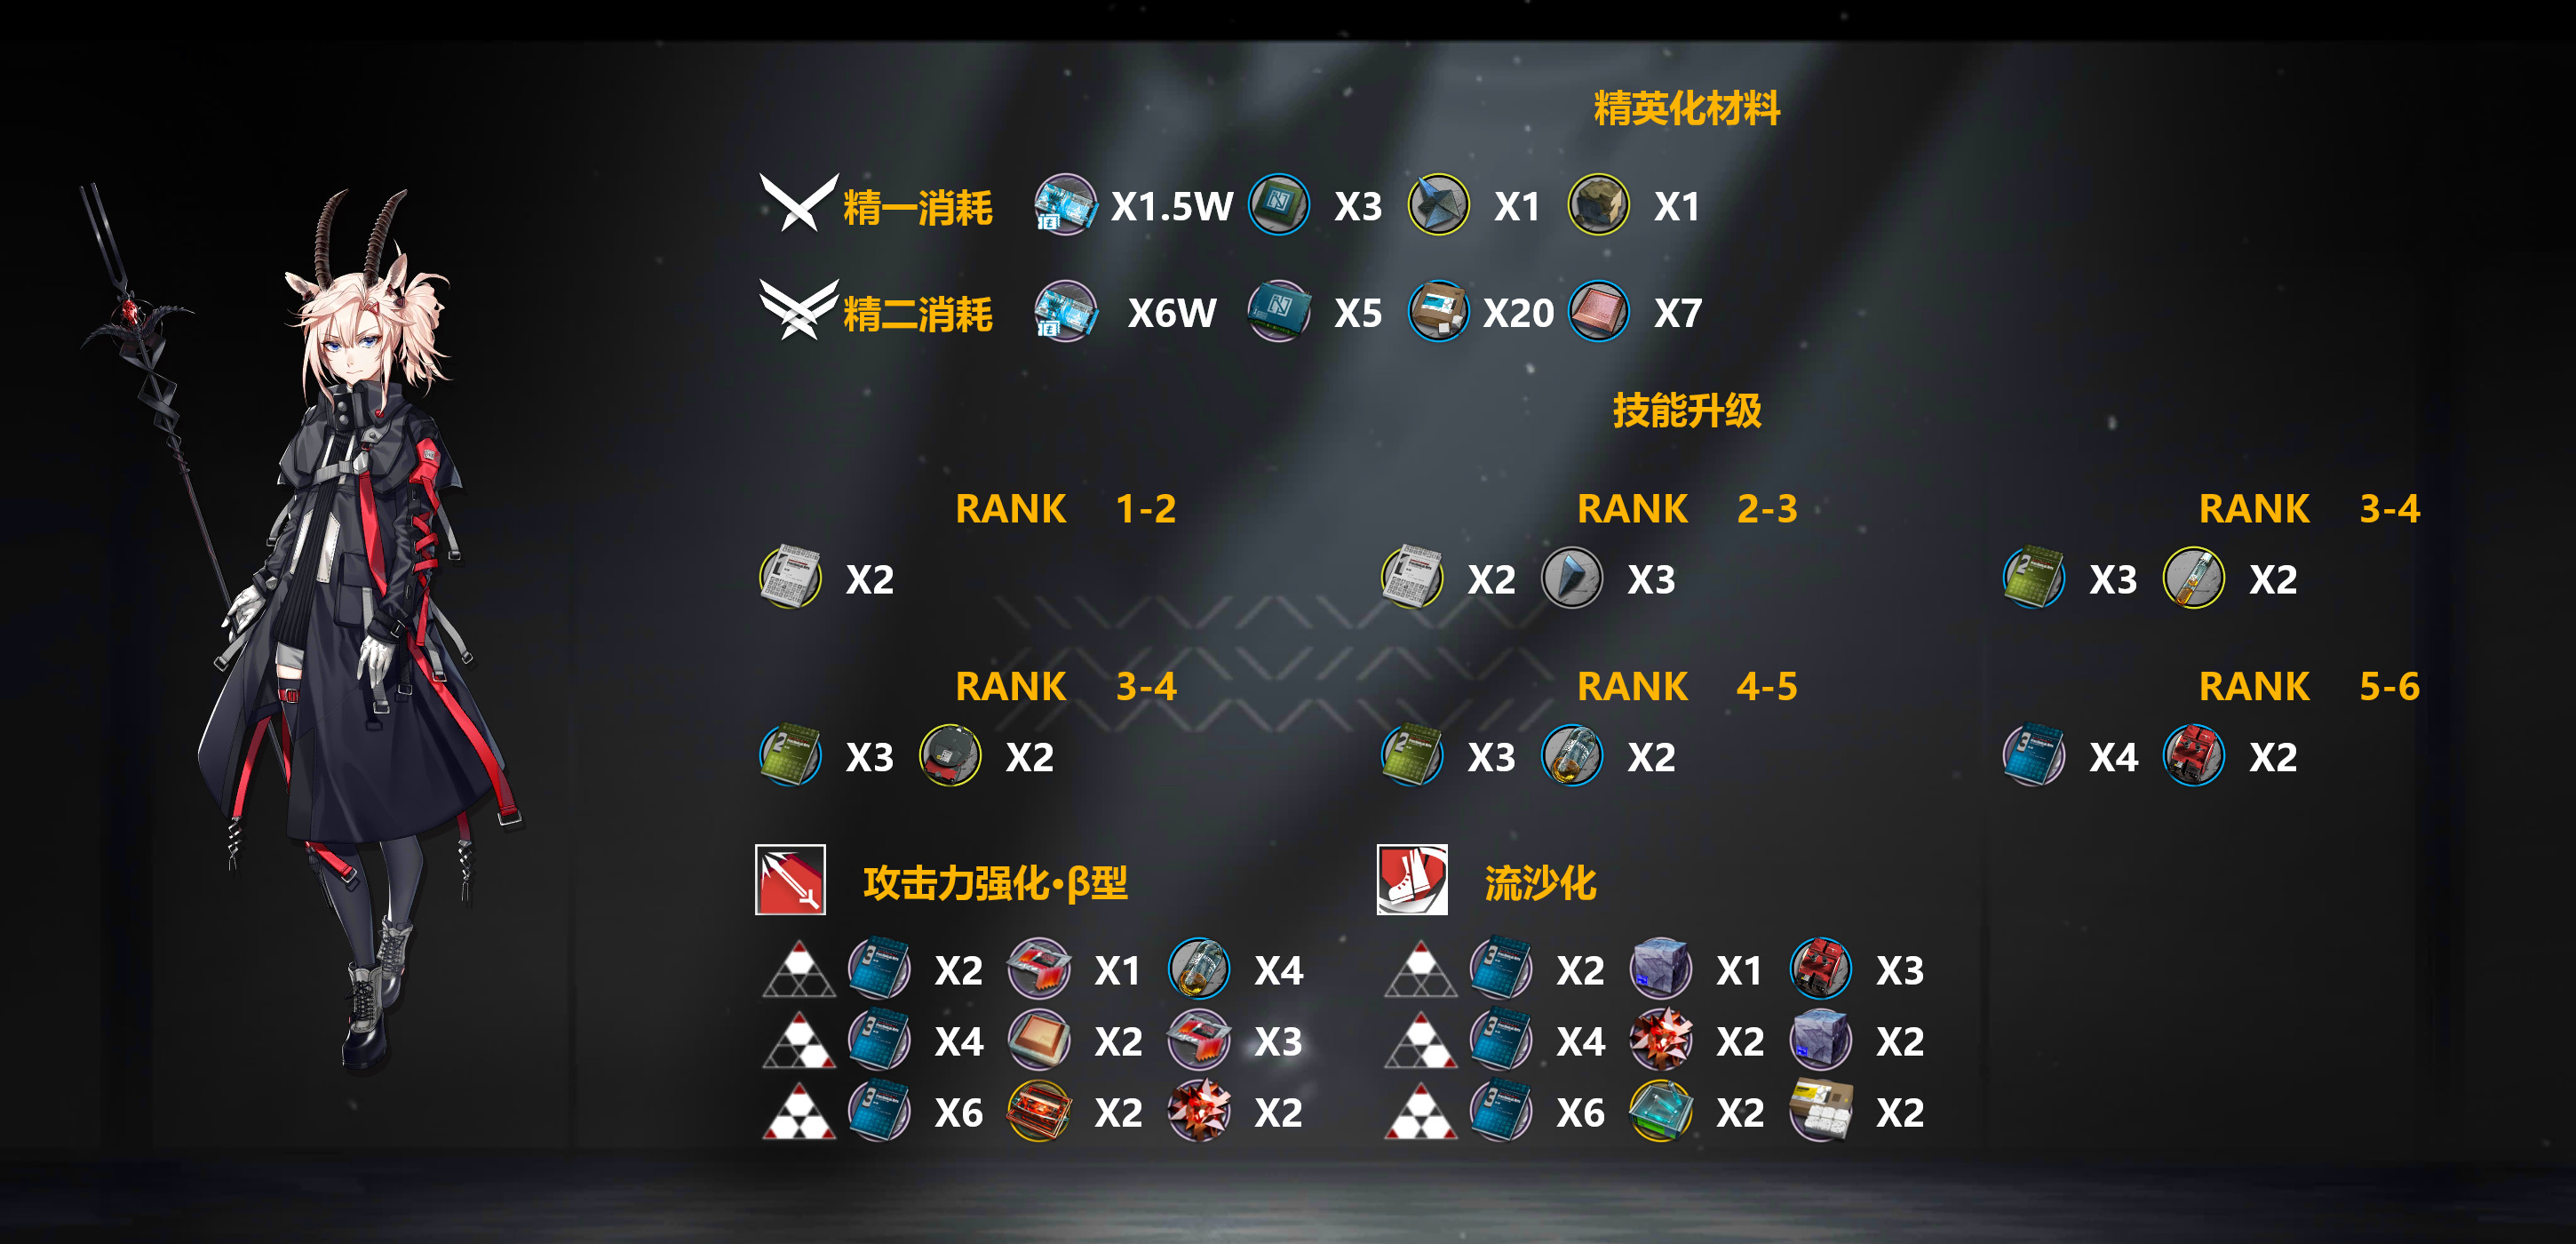 精英化材料
精一消耗 X1.5W X3 X1 X1
精二消耗 X6W X5 X20 X7
技能升级
RANK 1-2 RANK 2-3 RANK 3-4
X2 X2 X3 X3 X2
RANK 3-4 RANK 4-5 RANK 5-6
X3 X2 X3 X2 X4 X2
攻击力强化·β型 流沙化
X2 X1 X4 X2 X1 X3
X4 X2 X3 X4 X2 X2
X6 X2 X2 X6 X2 X2